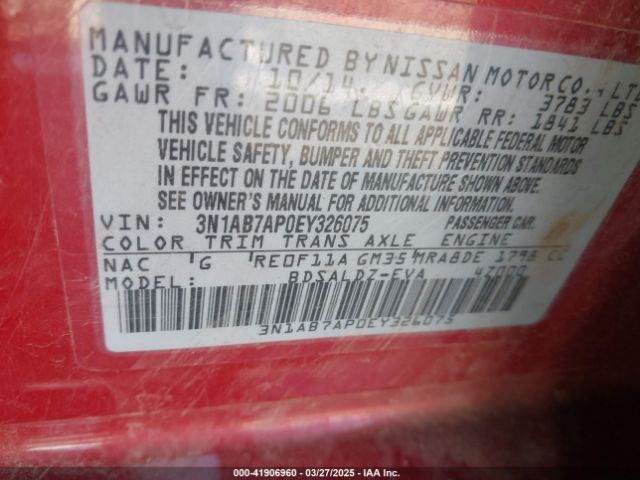 MANUFACTURED BY NISSAN MOTOR CO., LTD
DATE: 10/14 GVWR: 3783 LBS
GAWR FR: 2006 LBS GAWR RR: 1841 LBS
THIS VEHICLE CONFORMS TO ALL APPLICABLE FEDERAL MOTOR
VEHICLE SAFETY, BUMPER AND THEFT PREVENTION STANDARDS
IN EFFECT ON THE DATE OF MANUFACTURE SHOWN ABOVE.
SEE OWNER'S MANUAL FOR ADDITIONAL INFORMATION.
VIN: 3N1AB7AP0EY326075 PASSENGER CAR.
COLOR TRIM TRANS AXLE ENGINE
NAC G RE0F11A GM35 MRA8DE 1798 CC
MODEL: BDSALDZ-EVA 47000
3N1AB7AP0EY326075
000-41906960 — 03/27/2025 — IAA Inc.